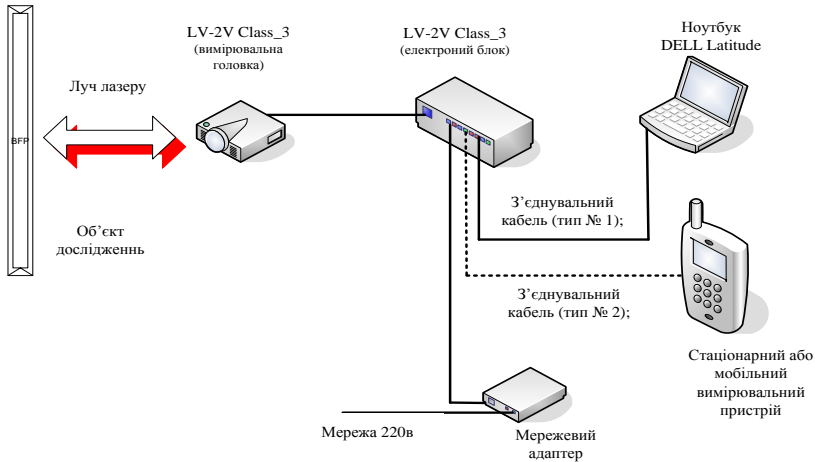 LV-2V Class_3
(вимірювальна
головка)
LV-2V Class_3
(електроний блок)
Ноутбук
DELL Latitude
Луч лазеру
BFP
Об’єкт
дослідженнь
З’єднувальний
кабель (тип № 1);
З’єднувальний
кабель (тип № 2);
Стаціонарний або
мобільний
вимірювальний
пристрій
Мережа 220в
Мережевий
адаптер